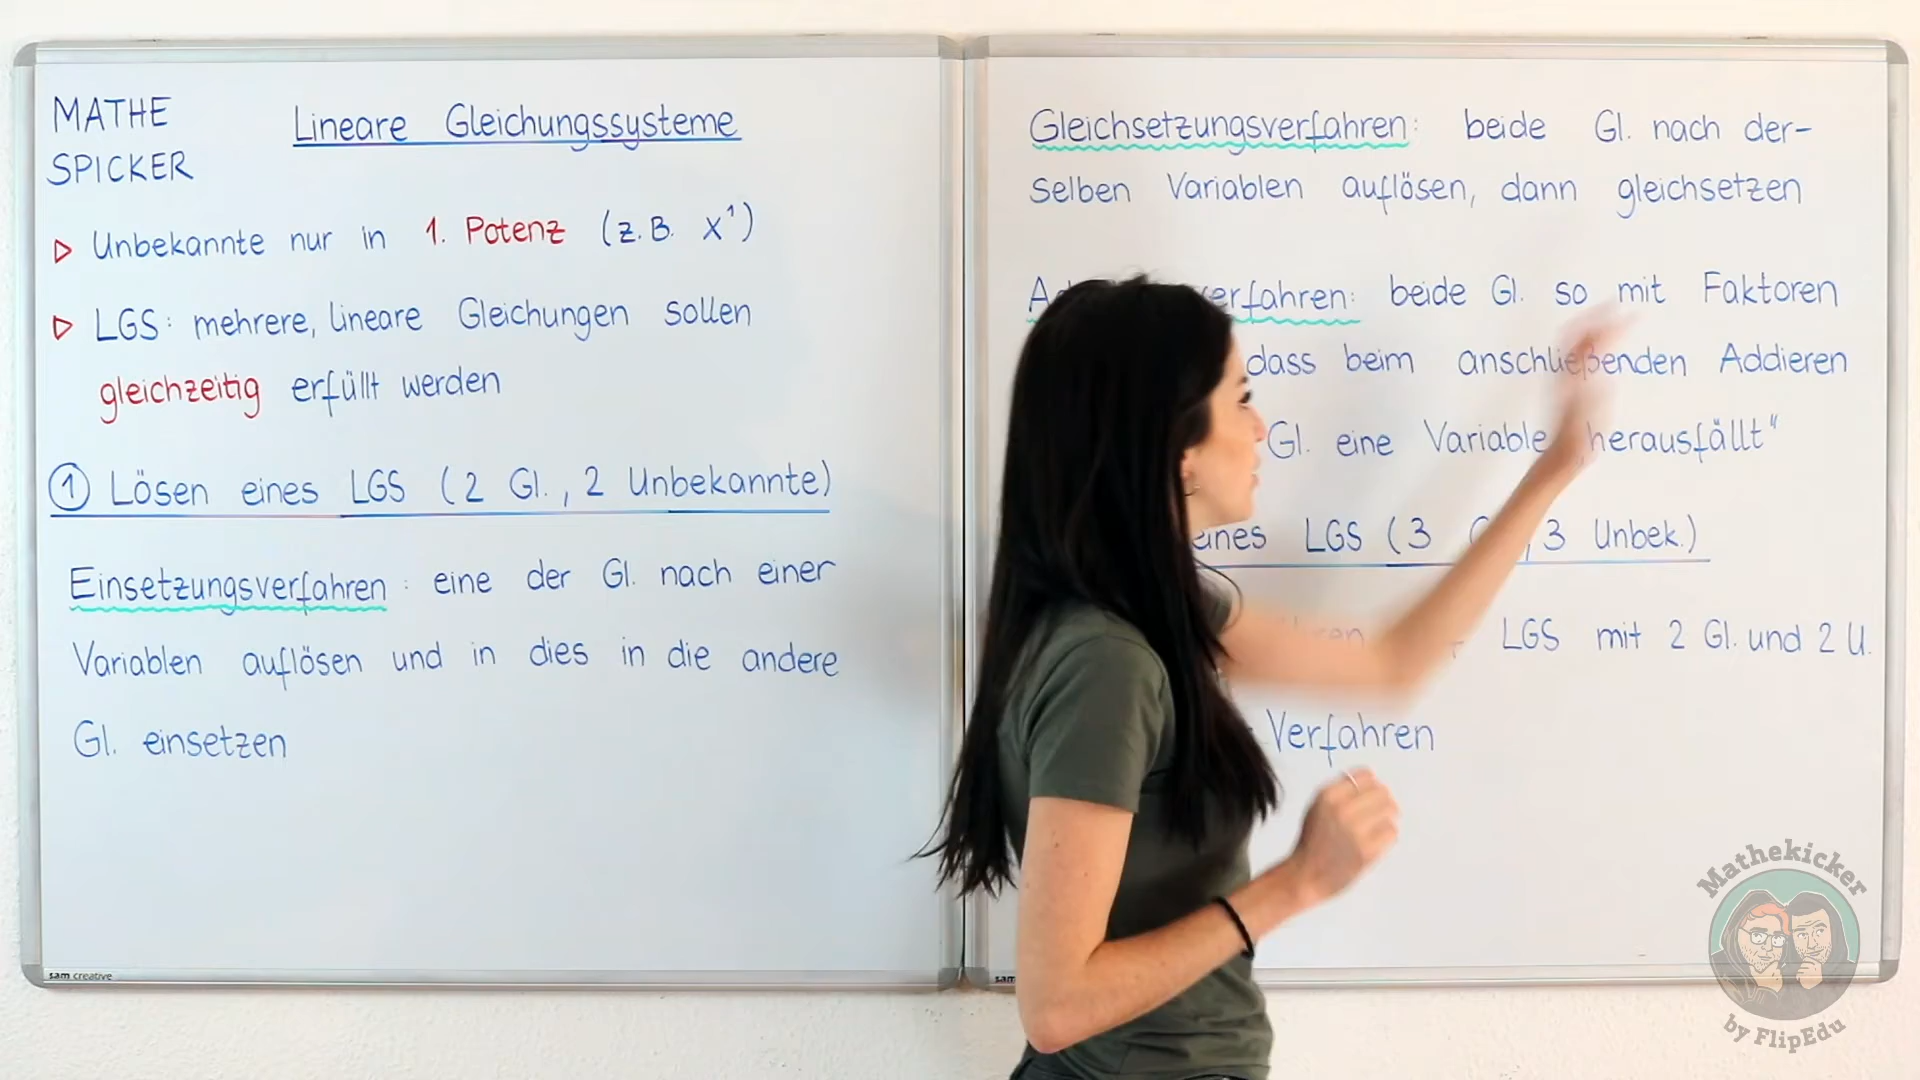 MATHE
SPICKER
Lineare Gleichungssysteme
▷ Unbekannte nur in 1. Potenz (z.B. x¹)
▷ LGS: mehrere, lineare Gleichungen sollen
gleichzeitig erfüllt werden
① Lösen eines LGS (2 Gl., 2 Unbekannte)
Einsetzungsverfahren: eine der Gl. nach einer
Variablen auflösen und in dies in die andere
Gl. einsetzen
sam creative
Gleichsetzungsverfahren: beide Gl. nach der-
selben Variablen auflösen, dann gleichsetzen
erfahren: beide Gl. so mit Faktoren
dass beim anschließenden Addieren
Gl. eine Variable „herausfällt“
eines LGS (3 , 3 Unbek.)
LGS mit 2 Gl. und 2 U.
Verfahren
sam
Mathekicker
by FlipEdu